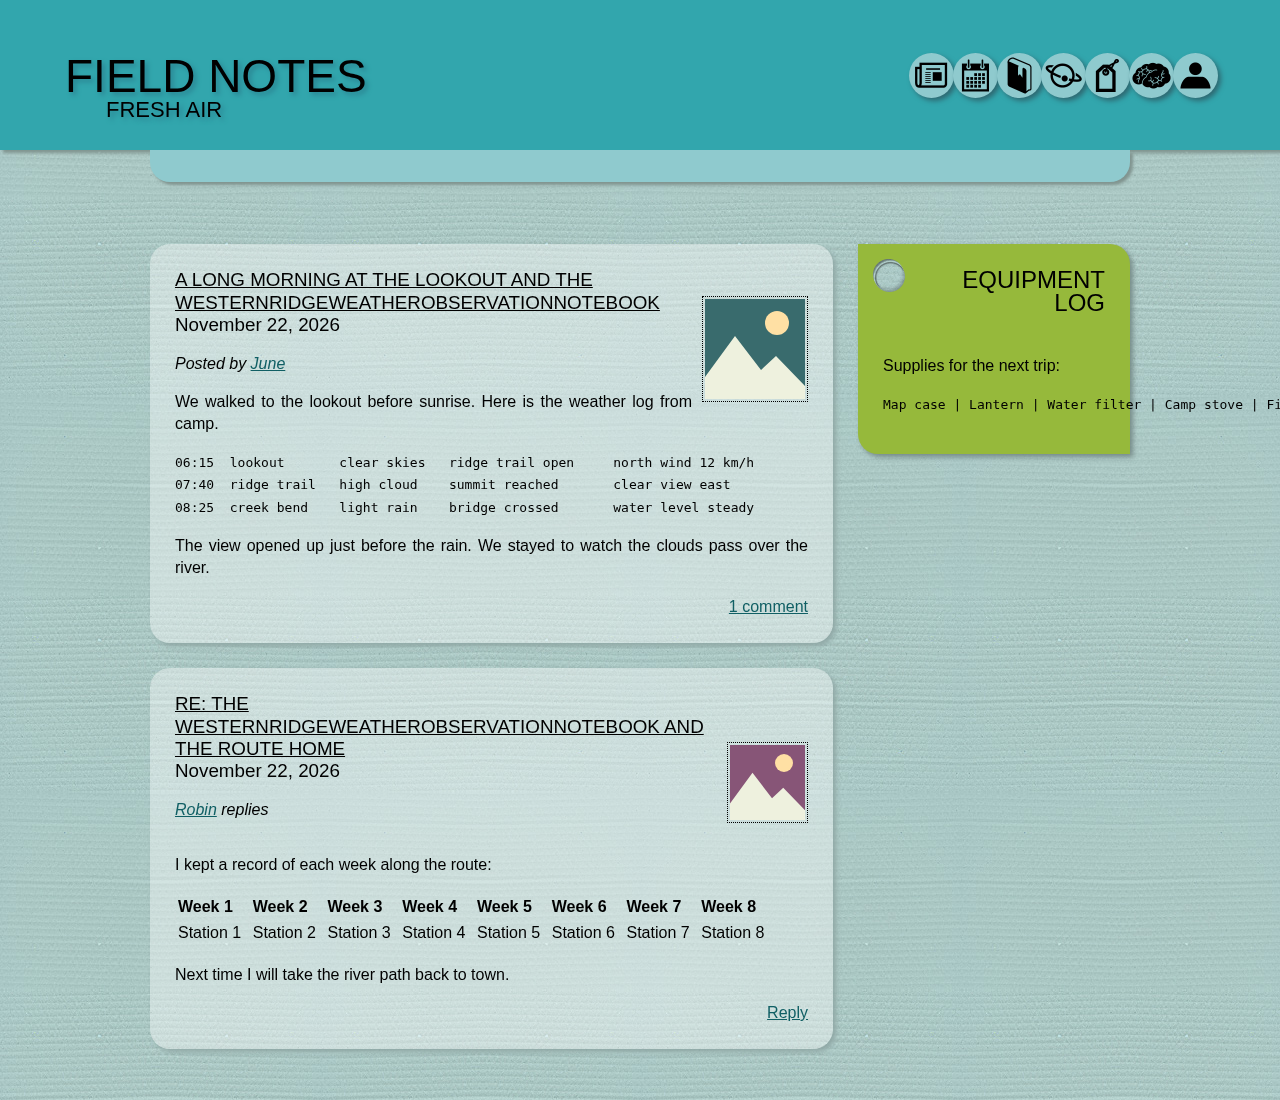 FIELD NOTES
FRESH AIR
A LONG MORNING AT THE LOOKOUT AND THE
WESTERNRIDGEWEATHEROBSERVATIONNOTEBOOK
November 22, 2026
Posted by June
We walked to the lookout before sunrise. Here is the weather log from
camp.
06:15  lookout       clear skies   ridge trail open     north wind 12 km/h
07:40  ridge trail   high cloud    summit reached       clear view east
08:25  creek bend    light rain    bridge crossed       water level steady
The view opened up just before the rain. We stayed to watch the clouds pass over the
river.
1 comment
RE: THE
WESTERNRIDGEWEATHEROBSERVATIONNOTEBOOK AND
THE ROUTE HOME
November 22, 2026
Robin replies
I kept a record of each week along the route:
Week 1 Week 2 Week 3 Week 4 Week 5 Week 6 Week 7 Week 8
Station 1 Station 2 Station 3 Station 4 Station 5 Station 6 Station 7 Station 8
Next time I will take the river path back to town.
Reply
EQUIPMENT
LOG
Supplies for the next trip:
Map case | Lantern | Water filter | Camp stove |